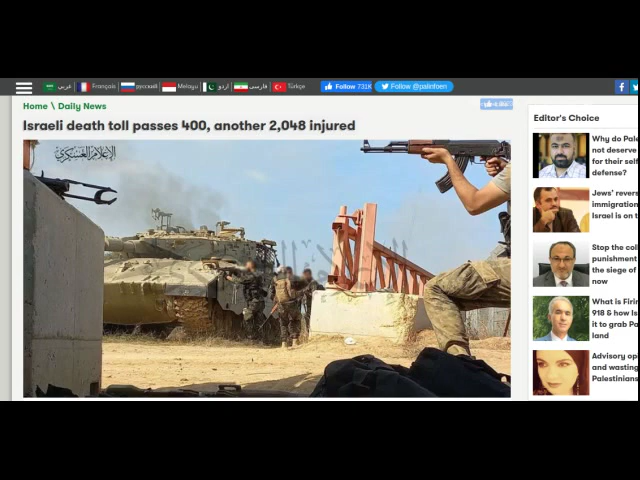 عربي Français русский Melayu اردو فارسی Türkçe Follow 731K Follow @palinfoen
Home \ Daily News
Israeli death toll passes 400, another 2,048 injured
الإعلام العسكري
Editor's Choice
Why do Pale
not deserve
for their self
defense?
Jews' revers
immigration
Israel is on t
Stop the coll
punishment
the siege of
now
What is Firin
918 & how Is
it to grab Pa
land
Advisory op
and wasting
Palestinians